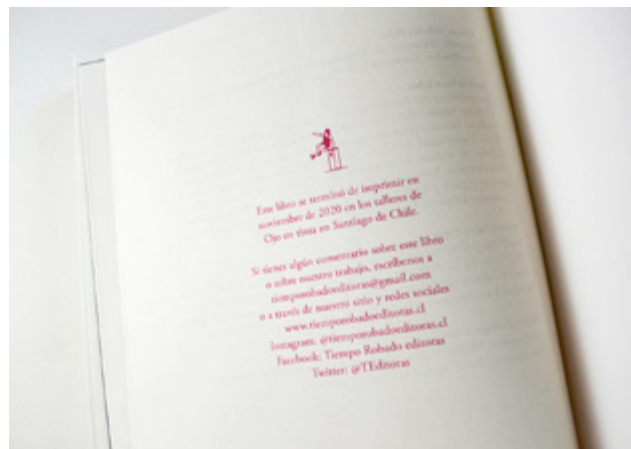 Este libro se terminó de imprimir en
noviembre de 2020 en los talleres de
Ojo en tinta en Santiago de Chile.
Si tienes algún comentario sobre este libro
o sobre nuestro trabajo, escríbenos a
tiemporobadoeditoras@gmail.com
o a través de nuestro sitio y redes sociales
www.tiemporobadoeditoras.cl
Instagram: @tiemporobadoeditoras.cl
Facebook: Tiempo Robado editoras
Twitter: @TEditoras